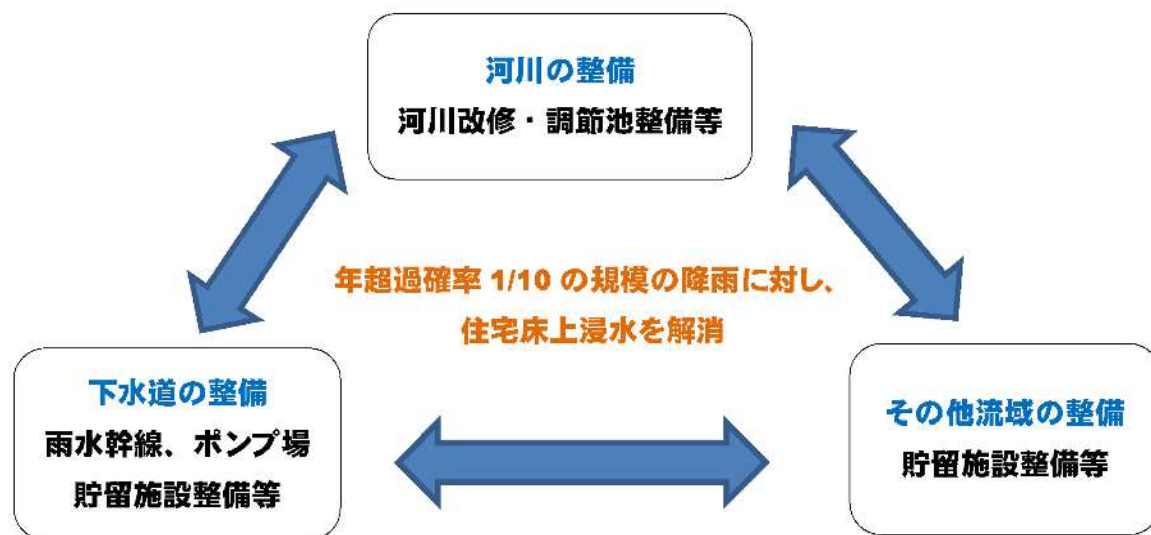 河川の整備
河川改修・調節池整備等
年超過確率 1/10 の規模の降雨に対し、
住宅床上浸水を解消
下水道の整備
雨水幹線、ポンプ場
貯留施設整備等
その他流域の整備
貯留施設整備等